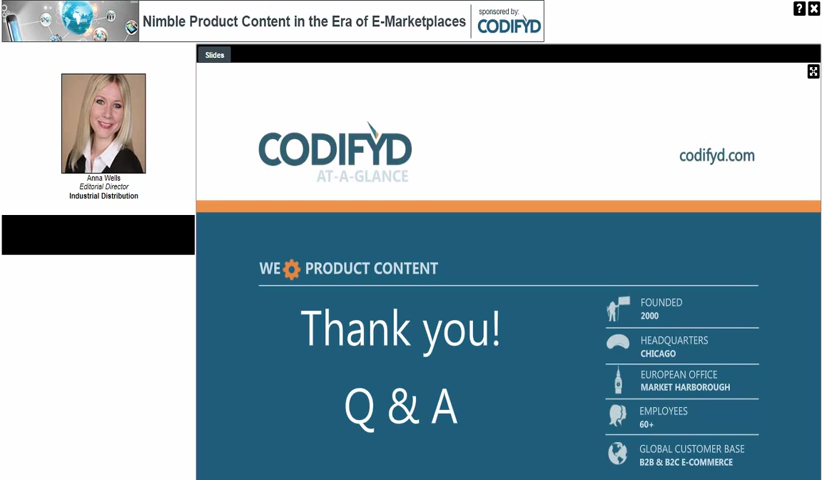 Nimble Product Content in the Era of E-Marketplaces
sponsored by:
CODIFYD
? X
Slides
Anna Wells
Editorial Director
Industrial Distribution
CODIFYD
AT-A-GLANCE
codifyd.com
WE PRODUCT CONTENT
Thank you!
Q & A
FOUNDED
2000
HEADQUARTERS
CHICAGO
EUROPEAN OFFICE
MARKET HARBOROUGH
EMPLOYEES
60+
GLOBAL CUSTOMER BASE
B2B & B2C E-COMMERCE